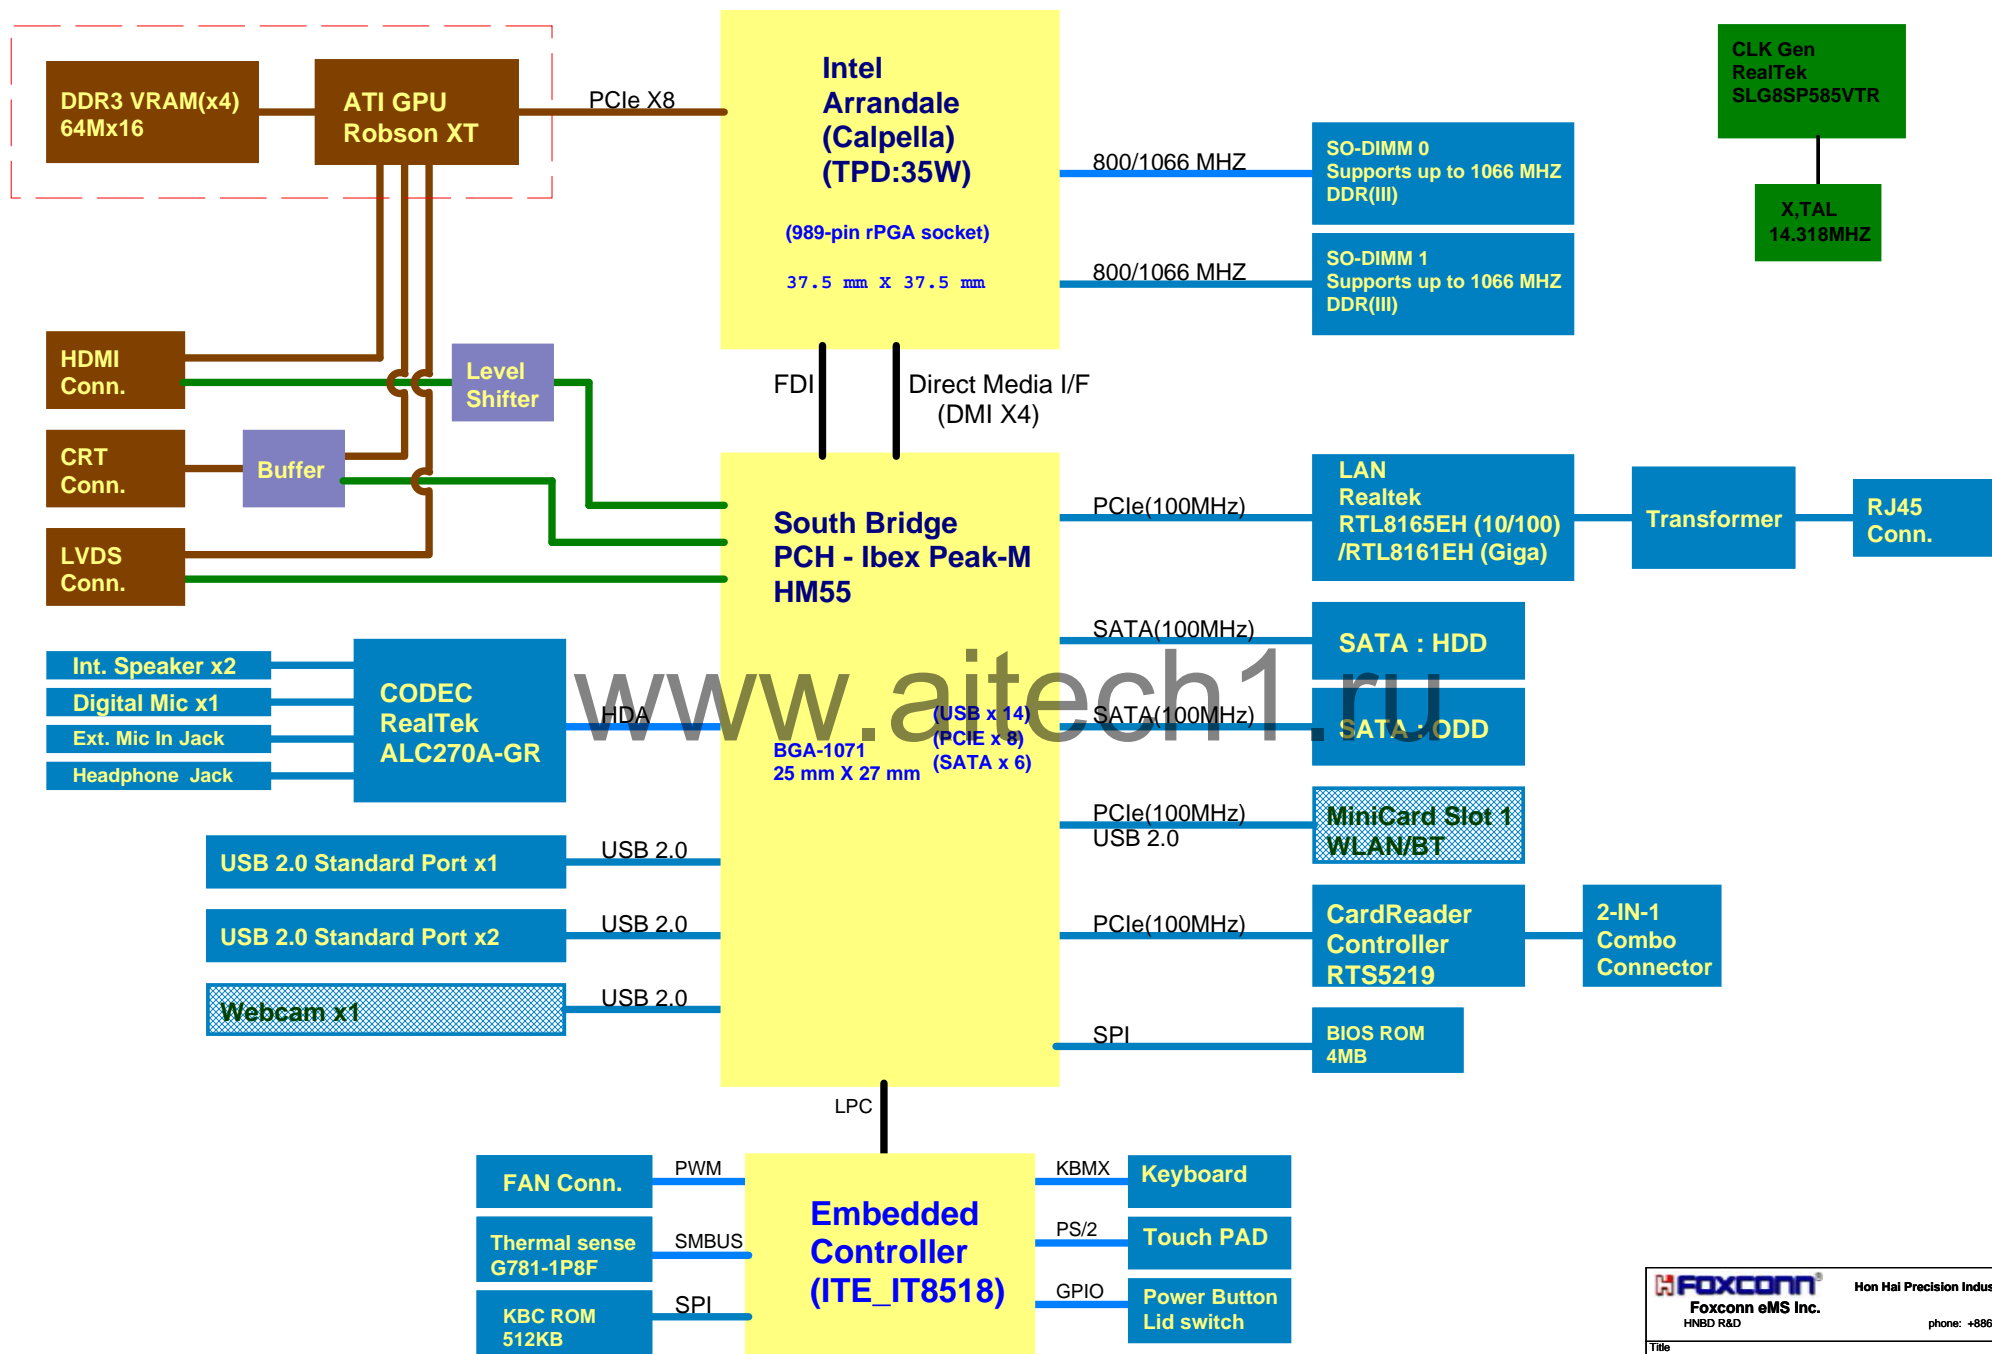 DDR3 VRAM(x4)
64Mx16
ATI GPU
Robson XT
PCIe X8
Intel
Arrandale
(Calpella)
(TPD:35W)
(989-pin rPGA socket)
37.5 mm X 37.5 mm
800/1066 MHZ
SO-DIMM 0
Supports up to 1066 MHZ
DDR(III)
800/1066 MHZ
SO-DIMM 1
Supports up to 1066 MHZ
DDR(III)
CLK Gen
RealTek
SLG8SP585VTR
X,TAL
14.318MHZ
HDMI
Conn.
Level
Shifter
CRT
Conn.
Buffer
LVDS
Conn.
FDI
Direct Media I/F
(DMI X4)
South Bridge
PCH - Ibex Peak-M
HM55
BGA-1071
25 mm X 27 mm
(USB x 14)
(PCIE x 8)
(SATA x 6)
PCIe(100MHz)
LAN
Realtek
RTL8165EH (10/100)
/RTL8161EH (Giga)
Transformer
RJ45
Conn.
SATA(100MHz)
SATA : HDD
SATA(100MHz)
SATA : ODD
www.aitech1.ru
Int. Speaker x2
Digital Mic x1
Ext. Mic In Jack
Headphone Jack
CODEC
RealTek
ALC270A-GR
HDA
PCIe(100MHz)
USB 2.0
MiniCard Slot 1
WLAN/BT
USB 2.0 Standard Port x1
USB 2.0
USB 2.0 Standard Port x2
USB 2.0
Webcam x1
USB 2.0
PCIe(100MHz)
CardReader
Controller
RTS5219
2-IN-1
Combo
Connector
SPI
BIOS ROM
4MB
LPC
FAN Conn.
PWM
Thermal sense
G781-1P8F
SMBUS
KBC ROM
512KB
SPI
Embedded
Controller
(ITE_IT8518)
KBMX
Keyboard
PS/2
Touch PAD
GPIO
Power Button
Lid switch
FOXCONN®
Hon Hai Precision Indus
Foxconn eMS Inc.
HNBD R&D
phone: +886
Title